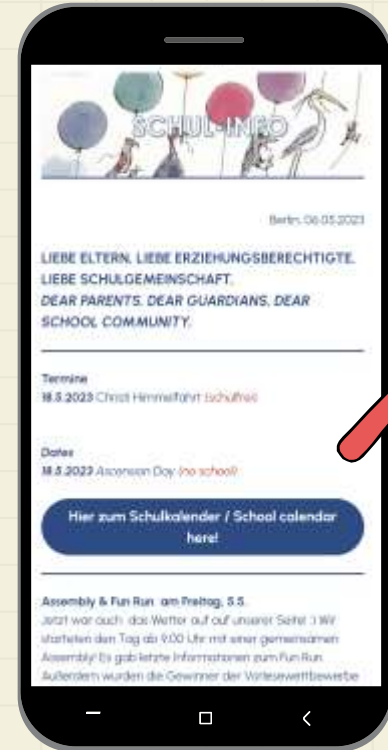 SCHUL-INFO
Berlin, 06.05.2023
LIEBE ELTERN, LIEBE ERZIEHUNGSBERECHTIGTE,
LIEBE SCHULGEMEINSCHAFT,
DEAR PARENTS, DEAR GUARDIANS, DEAR
SCHOOL COMMUNITY,
Termine
18.5.2023 Christi Himmelfahrt (schulfrei)
Dates
18.5.2023 Ascension Day (no school)
Hier zum Schulkalender / School calendar
here!
Assembly & Fun Run am Freitag, 5.5.
Jetzt war auch das Wetter auf auf unserer Seite! :) Wir
starteten den Tag ab 9:00 Uhr mit einer gemeinsamen
Assembly! Es gab letzte Informationen zum Fun Run.
Außerdem wurden die Gewinner der Vorlesewettbewerbe